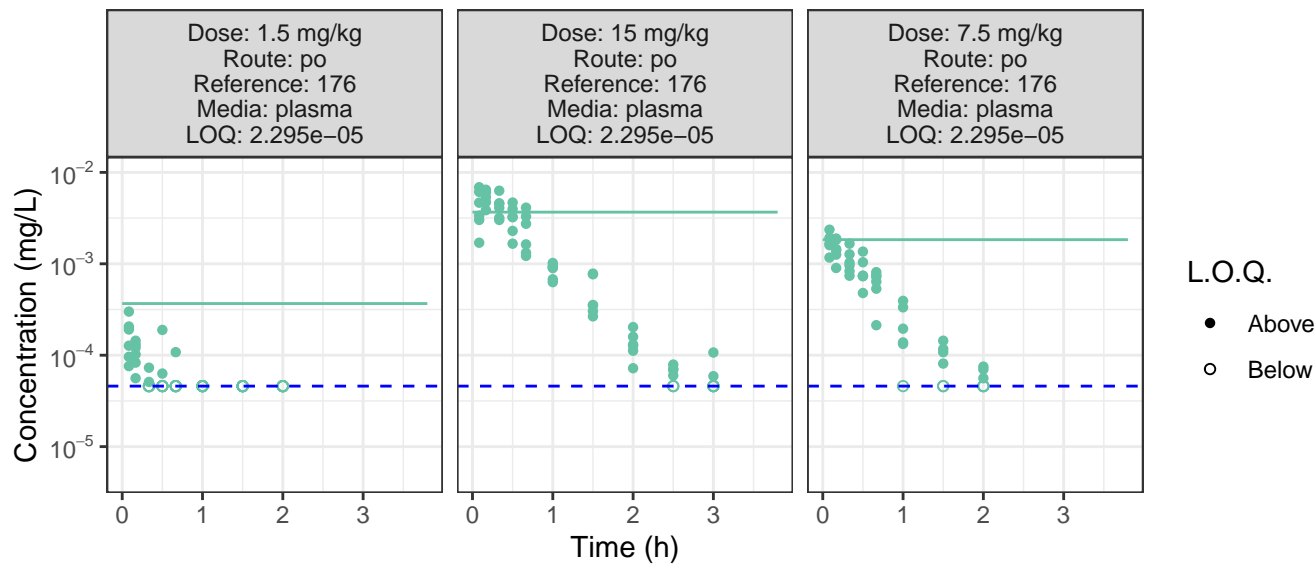 Dose: 1.5 mg/kg
Route: po
Reference: 176
Media: plasma
LOQ: 2.295e−05
Dose: 15 mg/kg
Route: po
Reference: 176
Media: plasma
LOQ: 2.295e−05
Dose: 7.5 mg/kg
Route: po
Reference: 176
Media: plasma
LOQ: 2.295e−05
Concentration (mg/L)
10⁻²
10⁻³
10⁻⁴
10⁻⁵
0 1 2 3
0 1 2 3
0 1 2 3
Time (h)
L.O.Q.
Above
Below